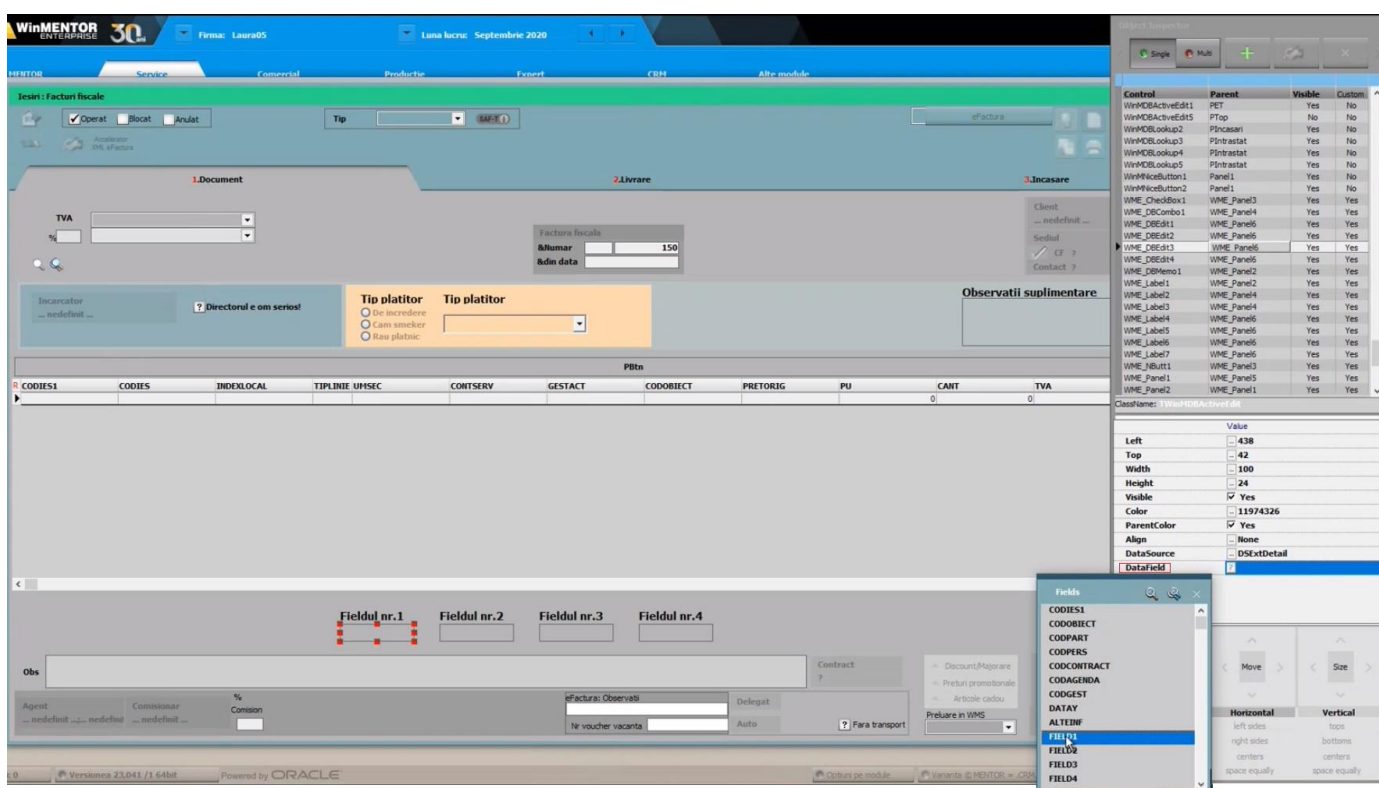 WinMENTOR
ENTERPRISE
30
Firma: Laura05
Luna lucru: Septembrie 2020
Object Inspector
Single
Multi
MENTOR
Service
Comercial
Productie
Expert
CRM
Alte module
Iesiri : Facturi fiscale
Operat
Blocat
Anulat
Tip
SAF-T
eFactura
Accelerator
XML eFactura
1.Document
2.Livrare
3.Incasare
TVA
%
Factura fiscala
&Numar
150
&din data
Client
... nedefinit ...
Sediul
CF ?
Contact ?
Incarcator
... nedefinit ...
? Directorul e om serios!
Tip platitor
De incredere
Cam smeker
Rau platnic
Tip platitor
Observatii suplimentare
PBtn
R CODIES1 CODIES INDEXLOCAL TIPLINIE UMSEC CONTSERV GESTACT CODOBIECT PRETORIG PU CANT TVA
0 0
Fieldul nr.1 Fieldul nr.2 Fieldul nr.3 Fieldul nr.4
Obs
Contract
?
Discount/Majorare
Preturi promotionale
Articole cadou
Preluare in WMS
Agent
... nedefinit ...
Comisionar
... nedefinit ...
%
Comision
eFactura: Observatii
Nr voucher vacanta
Delegat
Auto
? Fara transport
Versiunea 23.041 /1 64bit
Powered by ORACLE
Optiuni pe module
Control Parent Visible Custom
WinMDBActiveEdit1 PET Yes No
WinMDBActiveEdit5 PTop No No
WinMDBLookup2 PIncasari Yes No
WinMDBLookup3 PIntrastat Yes No
WinMDBLookup4 PIntrastat Yes No
WinMDBLookup5 PIntrastat Yes No
WinMNiceButton1 Panel1 Yes No
WinMNiceButton2 Panel1 Yes No
WME_CheckBox1 WME_Panel3 Yes Yes
WME_DBCombo1 WME_Panel4 Yes Yes
WME_DBEdit1 WME_Panel6 Yes Yes
WME_DBEdit2 WME_Panel6 Yes Yes
WME_DBEdit3 WME_Panel6 Yes Yes
WME_DBEdit4 WME_Panel6 Yes Yes
WME_DBMemo1 WME_Panel2 Yes Yes
WME_Label1 WME_Panel2 Yes Yes
WME_Label2 WME_Panel4 Yes Yes
WME_Label3 WME_Panel4 Yes Yes
WME_Label4 WME_Panel6 Yes Yes
WME_Label5 WME_Panel6 Yes Yes
WME_Label6 WME_Panel6 Yes Yes
WME_Label7 WME_Panel6 Yes Yes
WME_NButt1 WME_Panel3 Yes Yes
WME_Panel1 WME_Panel5 Yes Yes
WME_Panel2 WME_Panel1 Yes Yes
ClassName: TWinMDBActiveEdit
Value
Left 438
Top 42
Width 100
Height 24
Visible Yes
Color 11974326
ParentColor Yes
Align None
DataSource DSExtDetail
DataField
Fields
CODIES1
CODOBIECT
CODPART
CODPERS
CODCONTRACT
CODAGENDA
CODGEST
DATAY
ALTEINF
FIELD1
FIELD2
FIELD3
FIELD4
Move
Size
Horizontal Vertical
left sides tops
right sides bottoms
centers centers
space equally space equally